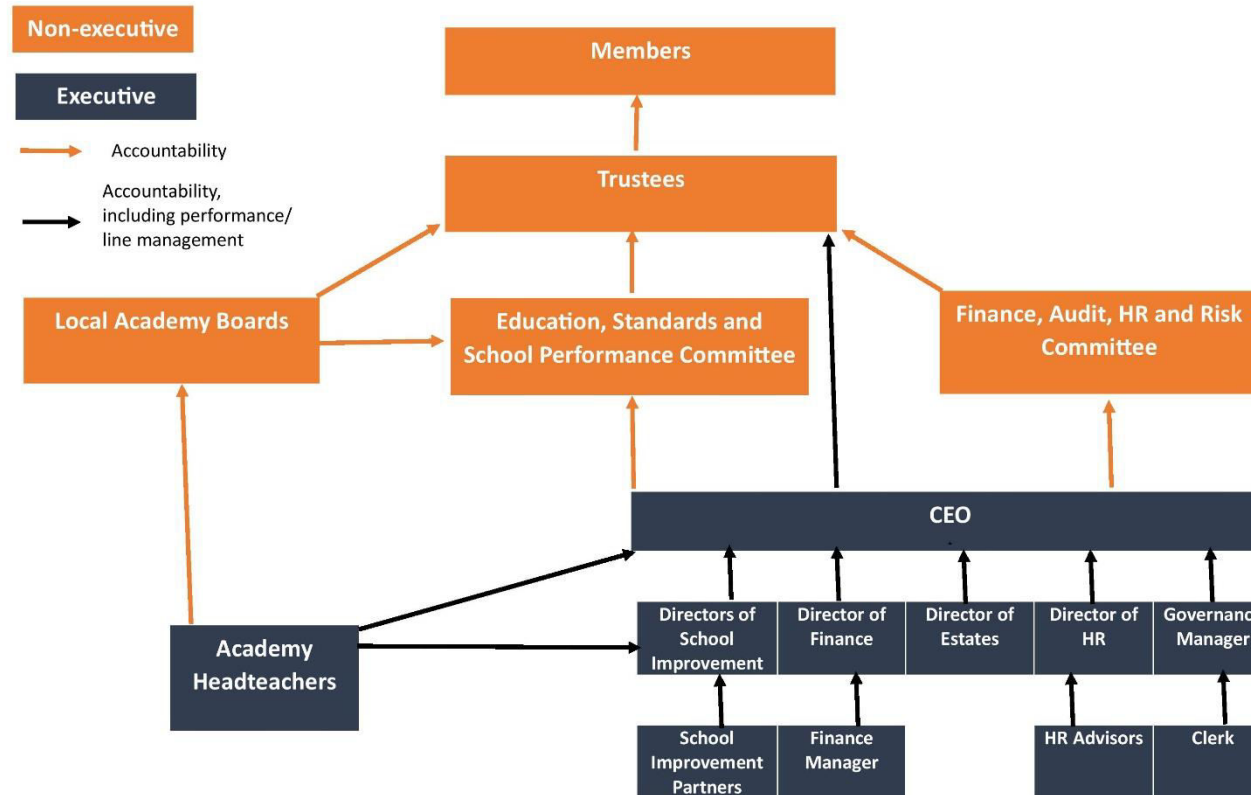 Non-executive
Executive
Accountability
Accountability,
including performance/
line management
Members
Trustees
Local Academy Boards
Education, Standards and
School Performance Committee
Finance, Audit, HR and Risk
Committee
CEO
.
Academy
Headteachers
Directors of
School
Improvement
Director of
Finance
Director of
Estates
Director of
HR
Governanc
Manager
School
Improvement
Partners
Finance
Manager
HR Advisors
Clerk